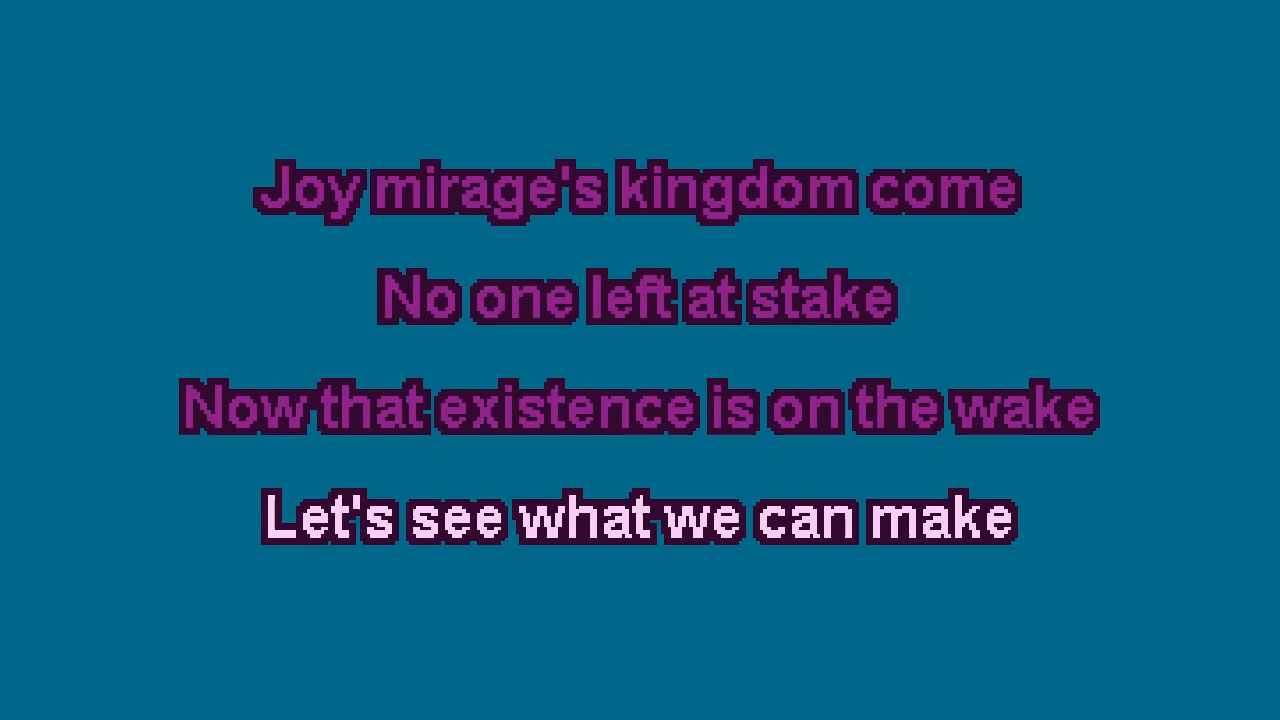 Joy mirage's kingdom come
No one left at stake
Now that existence is on the wake
Let's see what we can make